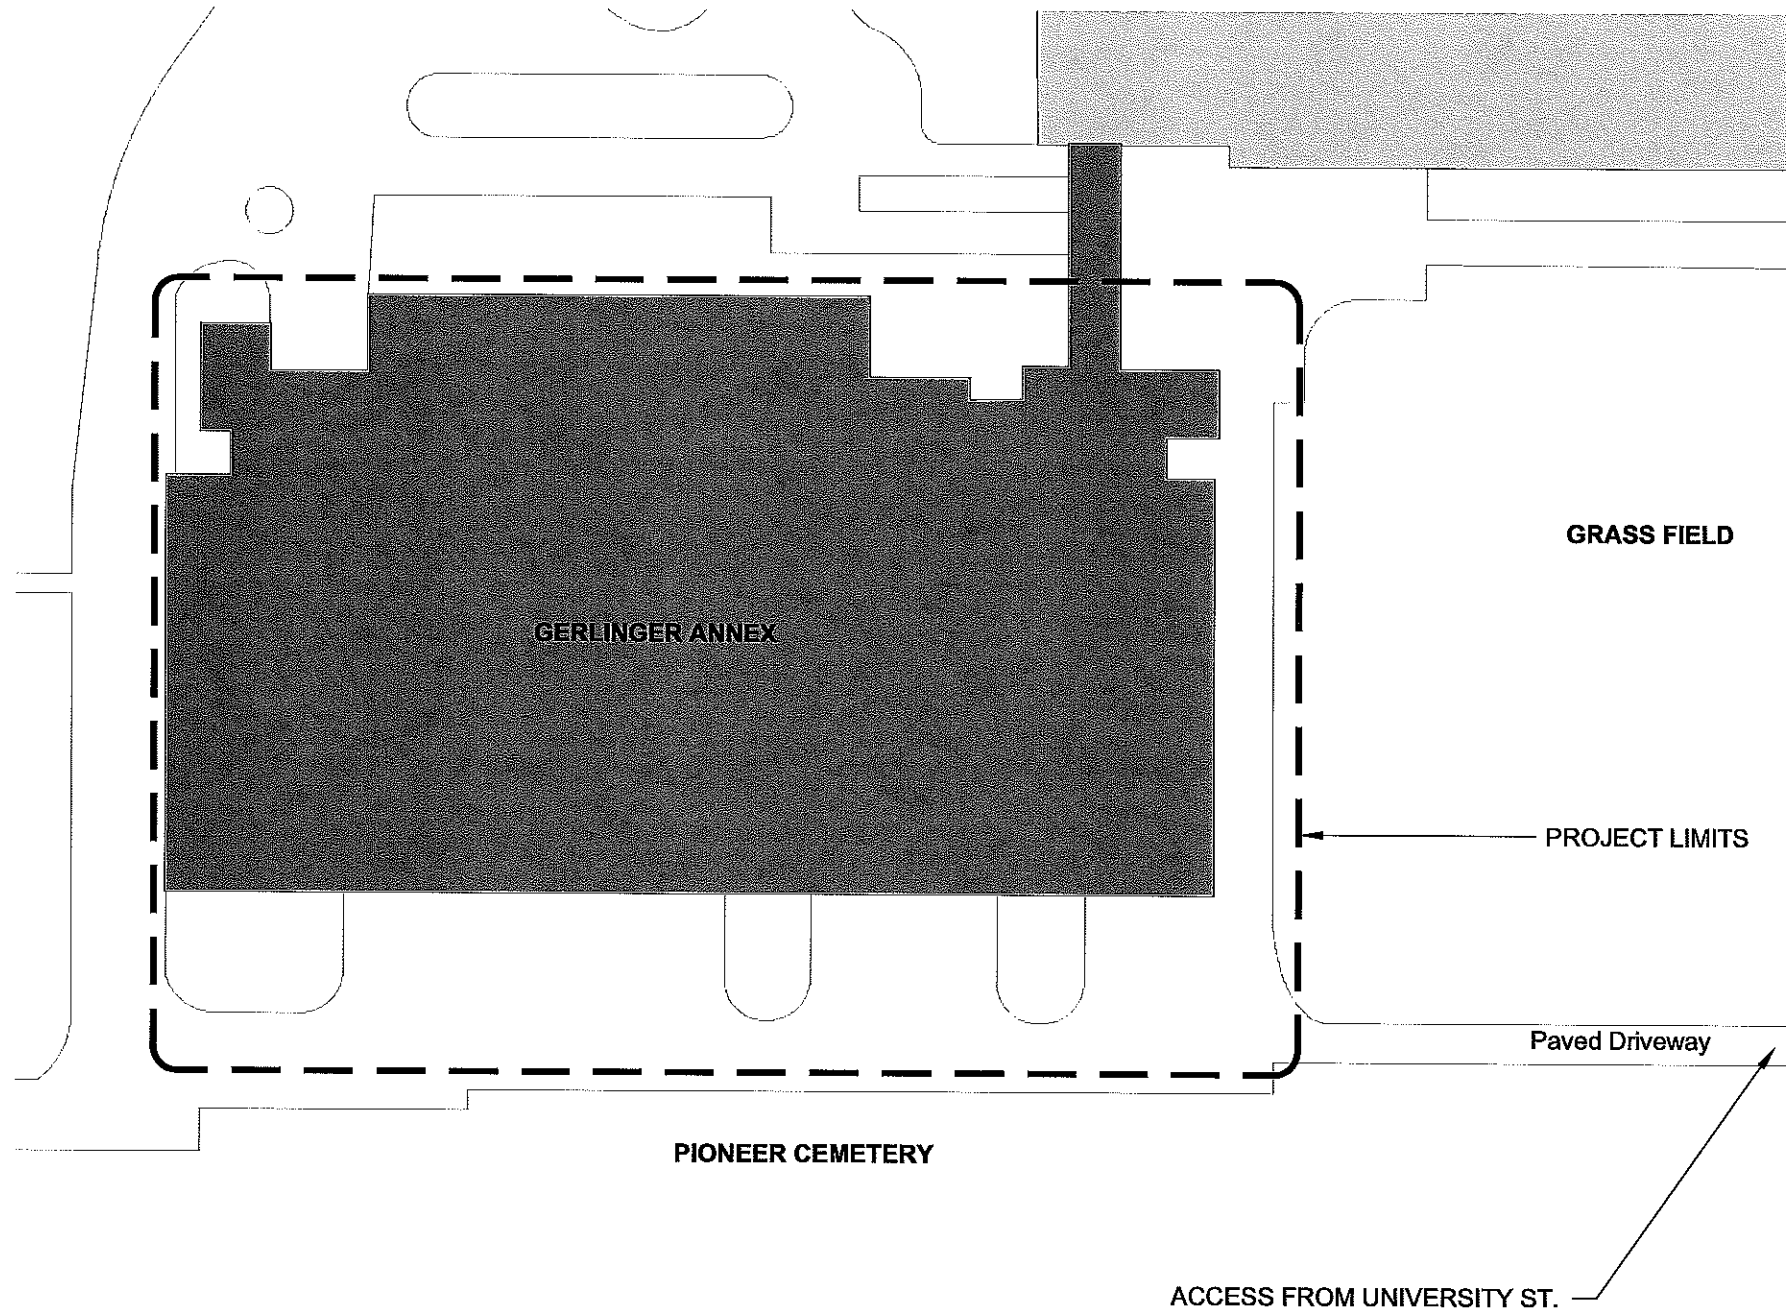 GRASS FIELD
GERLINGER ANNEX
PROJECT LIMITS
Paved Driveway
PIONEER CEMETERY
ACCESS FROM UNIVERSITY ST.